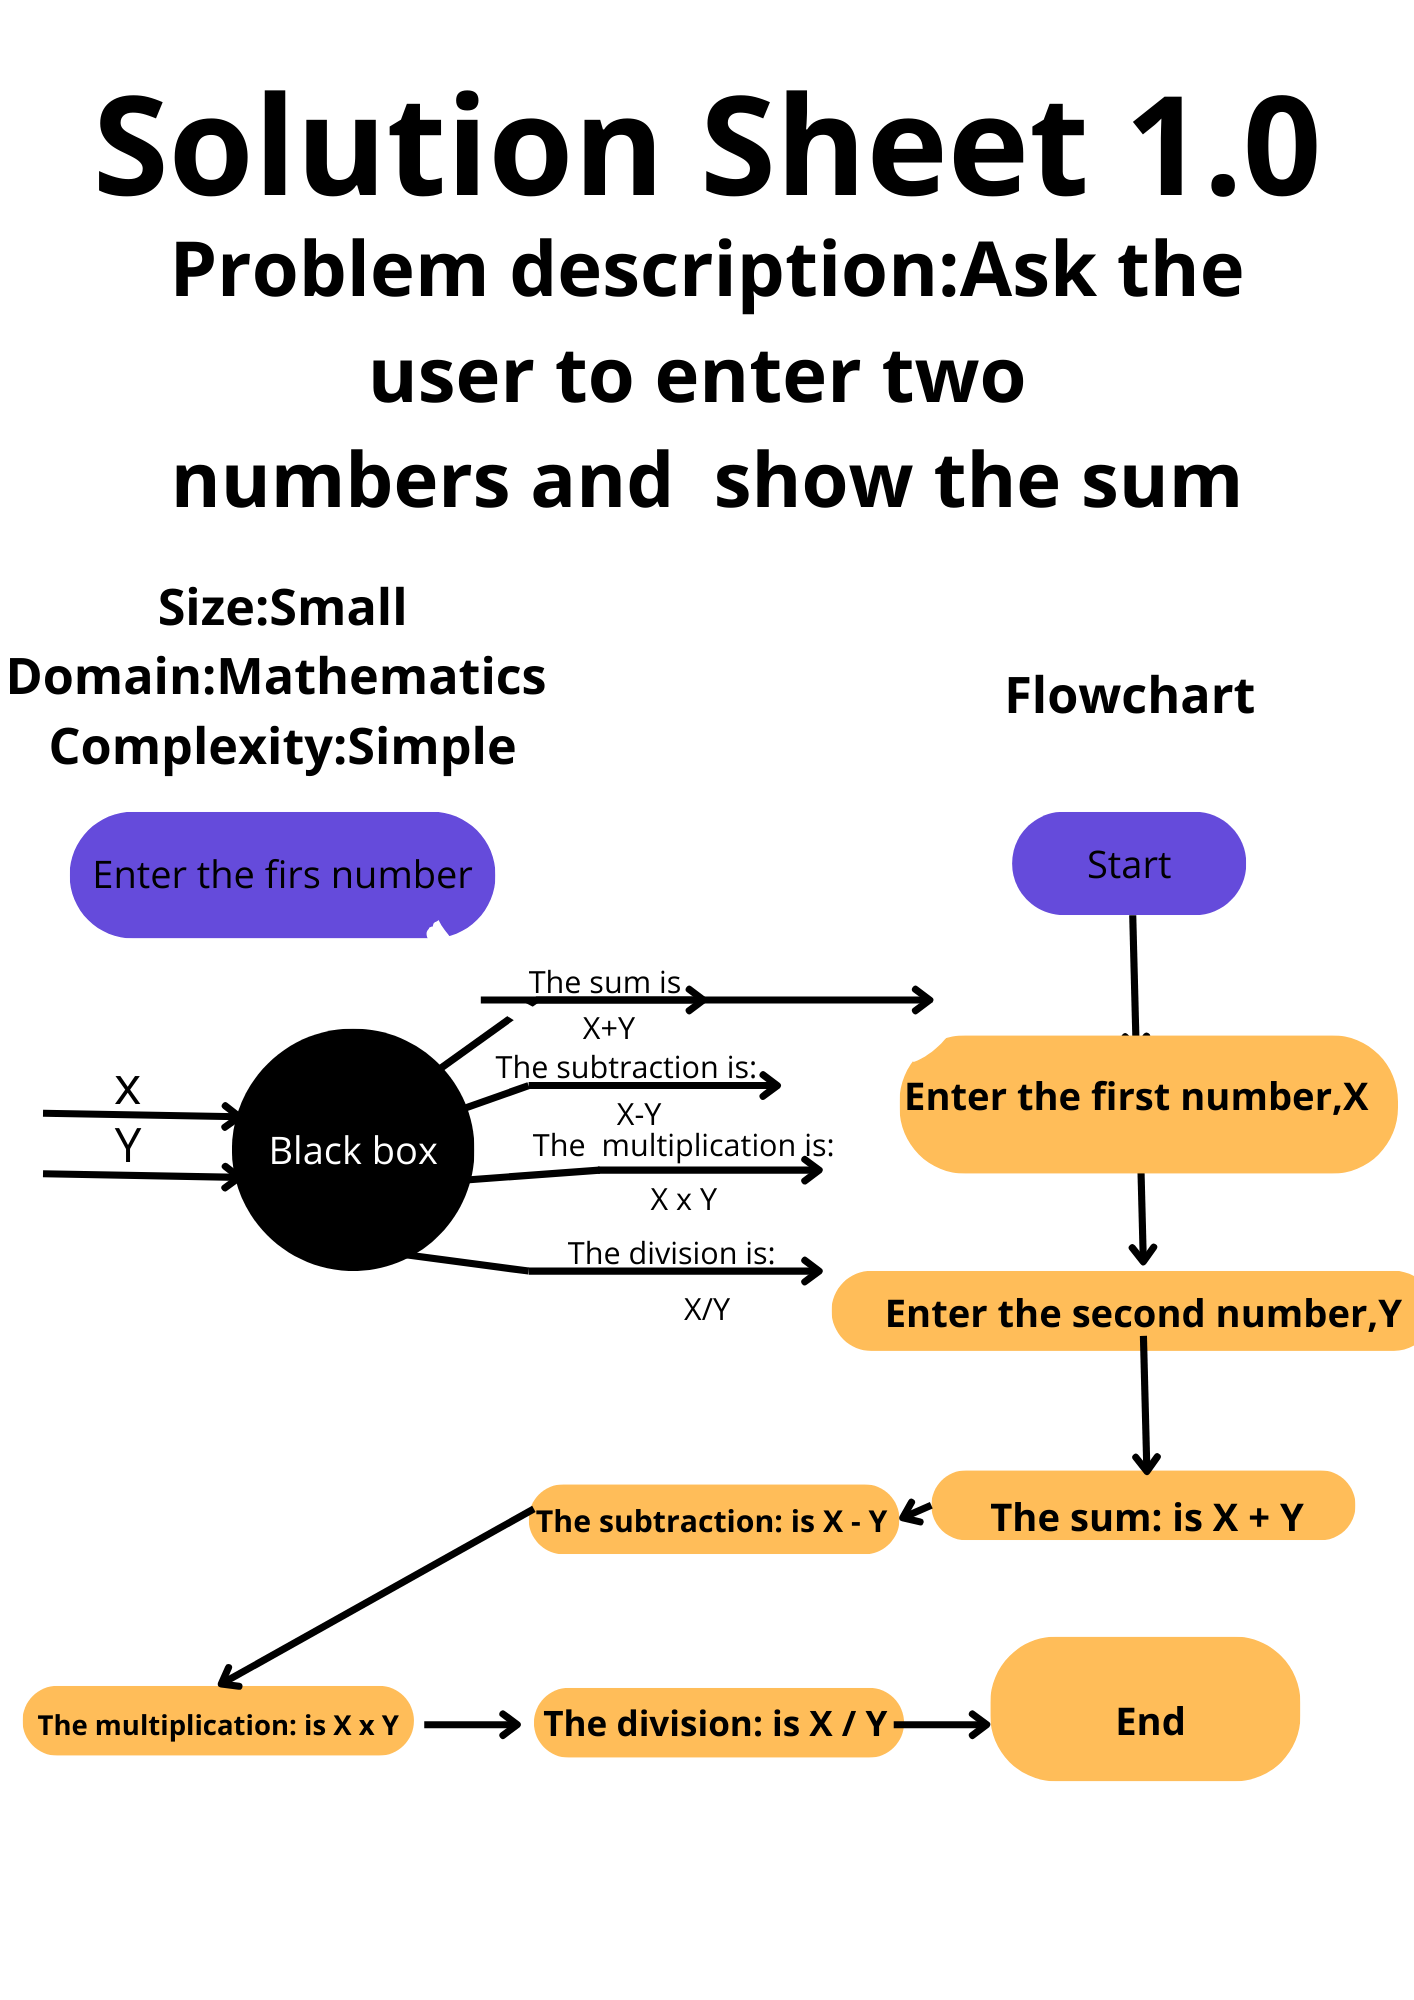 Solution Sheet 1.0
Problem description:Ask the
user to enter two
numbers and  show the sum
Size:Small
Domain:Mathematics
Complexity:Simple
Flowchart
Enter the firs number
Start
The sum is
X+Y
The subtraction is:
X
X-Y
Y
The  multiplication is:
Black box
X x Y
The division is:
X/Y
Enter the first number,X
Enter the second number,Y
The sum: is X + Y
The subtraction: is X - Y
The multiplication: is X x Y
The division: is X / Y
End